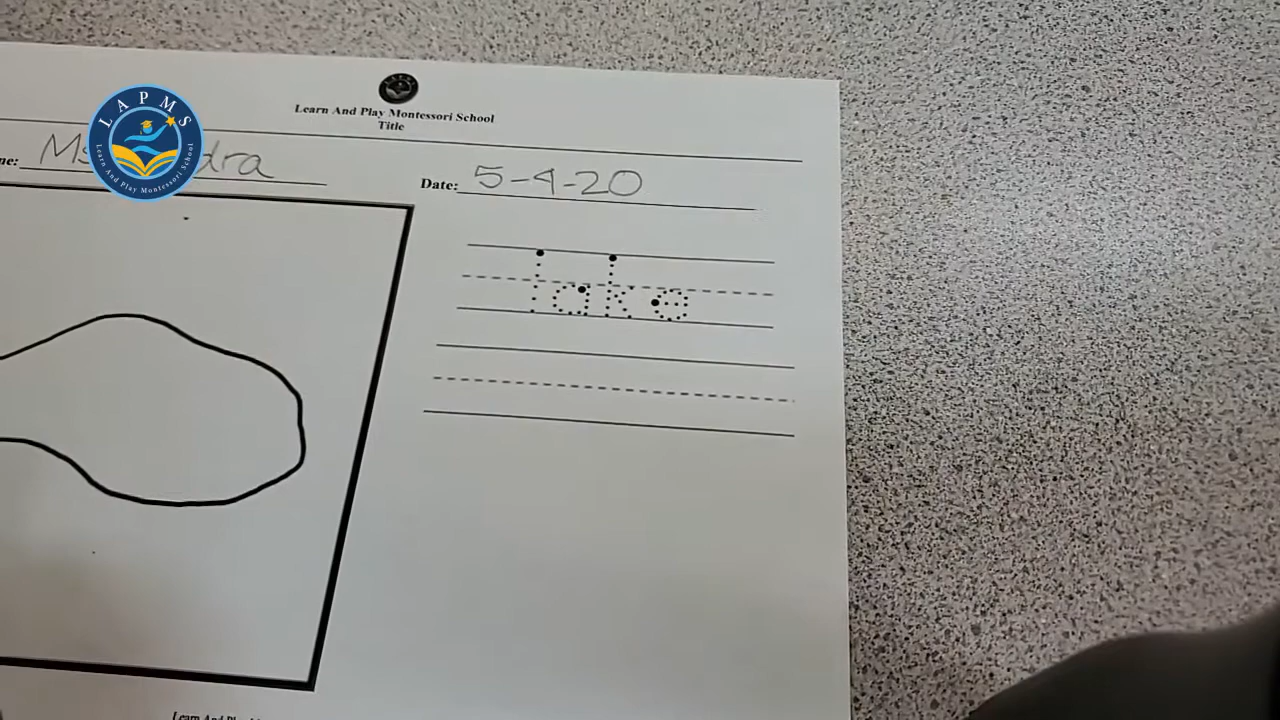 LAPMS
Learn And Play Montessori School
Learn And Play Montessori School
Title
Date: 5-4-20
lake